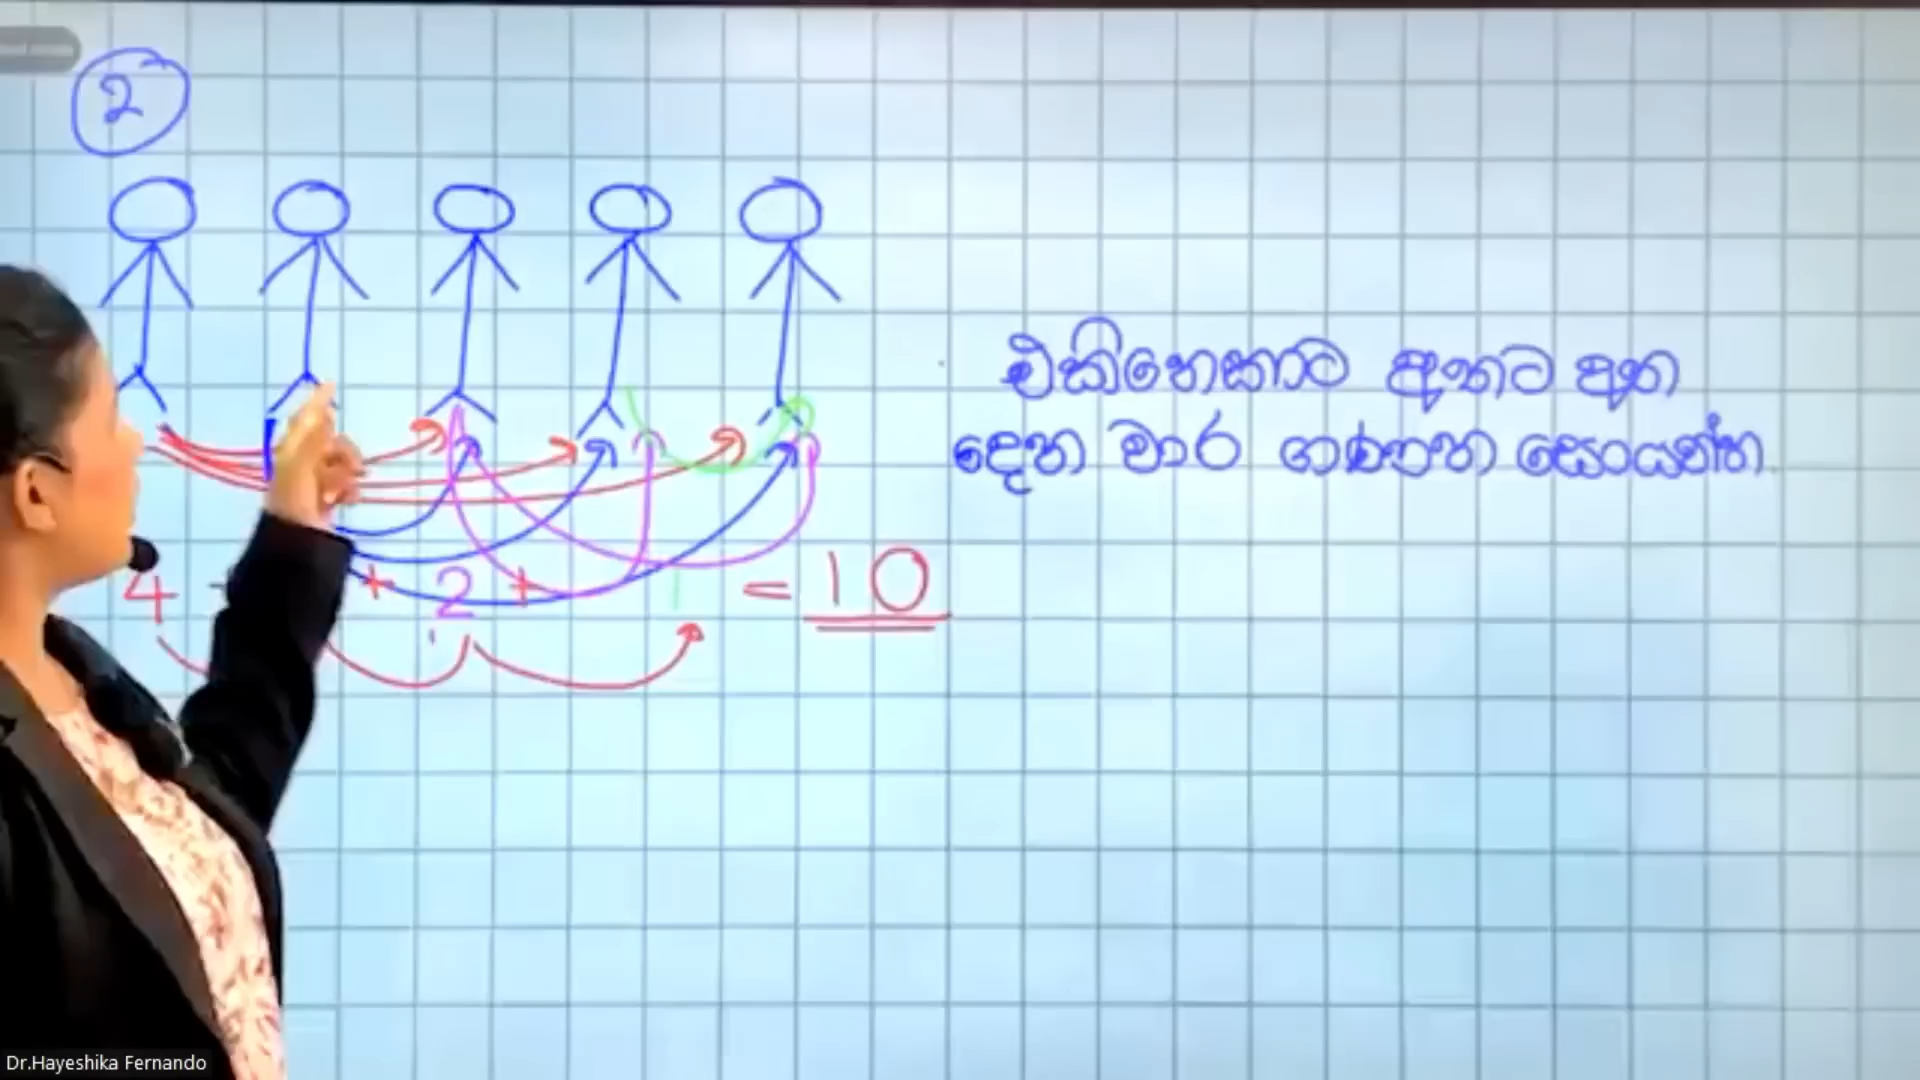 2
එකිනෙකාට අතට අත
දෙන වාර ගණන සොයන්න
4 + 2 + 1 = 10
Dr.Hayeshika Fernando